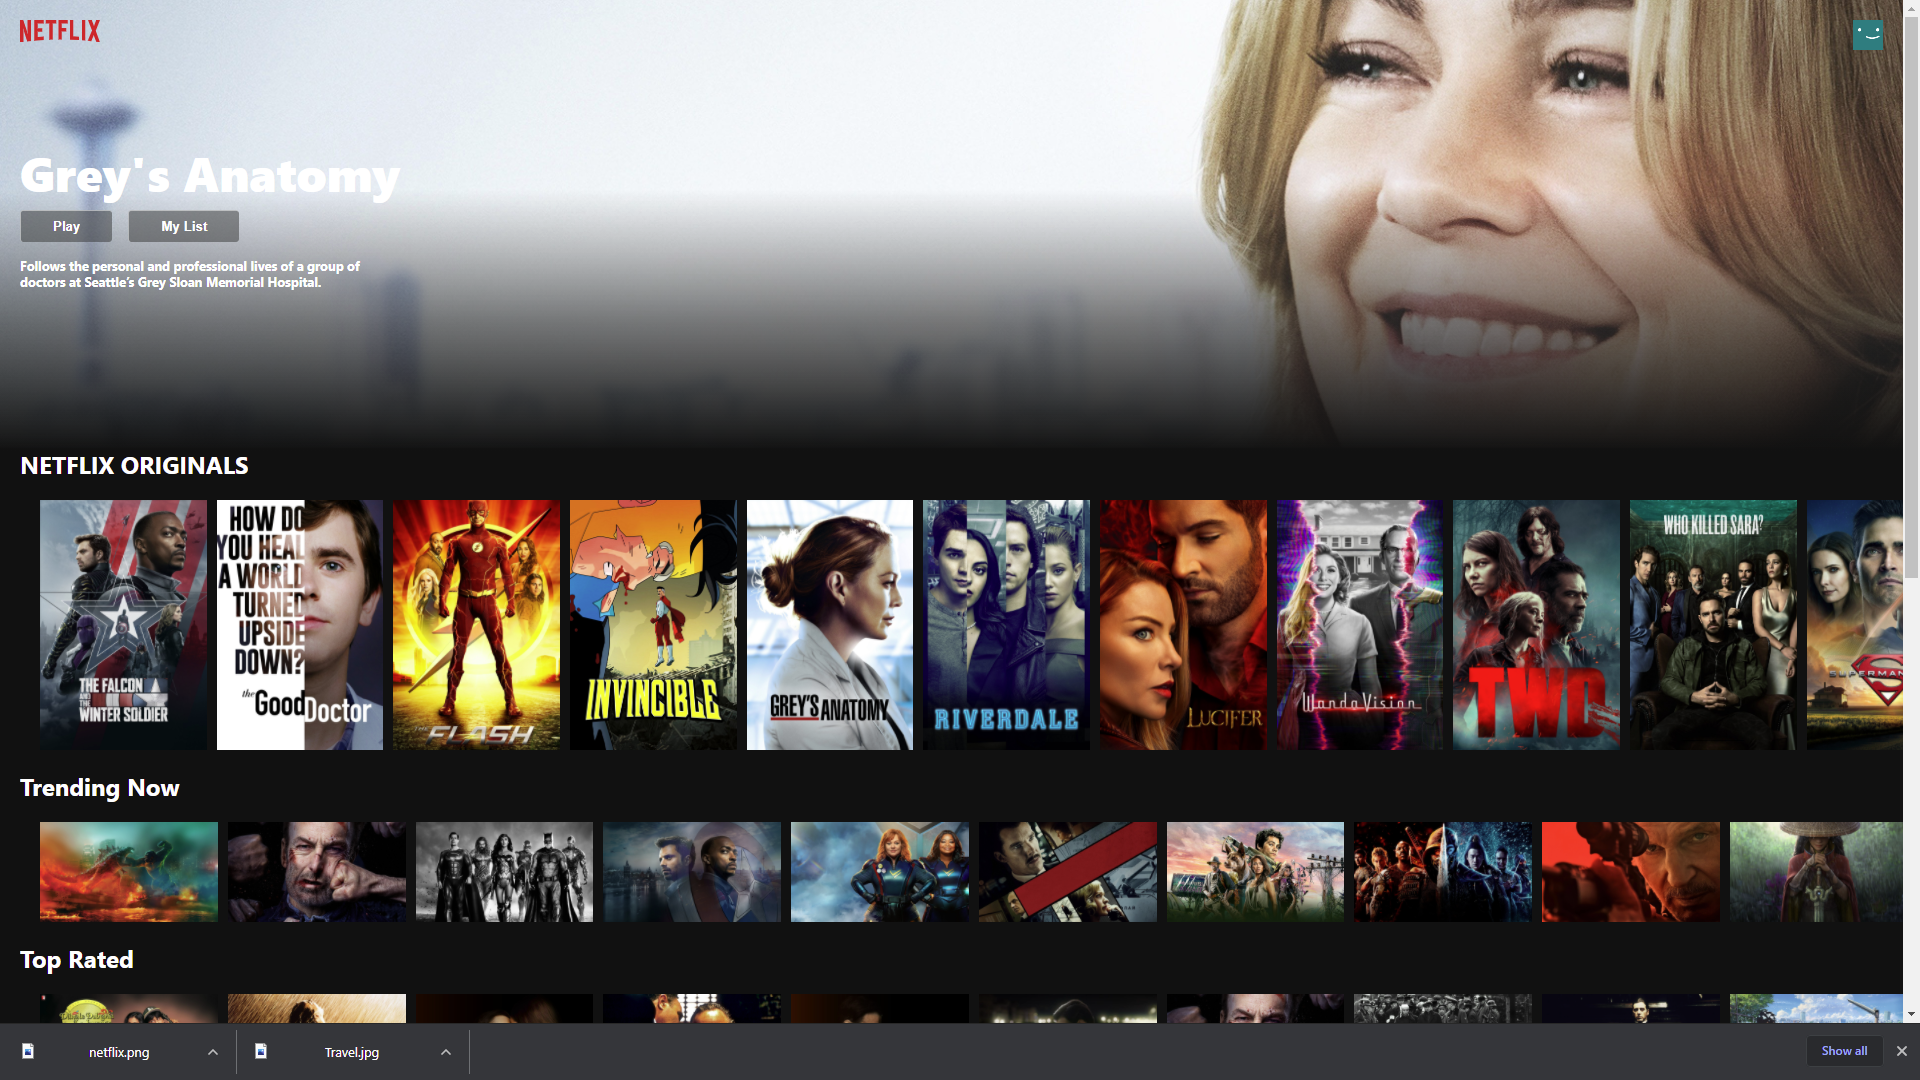 NETFLIX
Grey's Anatomy
Play
My List
Follows the personal and professional lives of a group of
doctors at Seattle's Grey Sloan Memorial Hospital.
NETFLIX ORIGINALS
THE FALCON
AND THE
WINTER SOLDIER
HOW DO
YOU HEAL
A WORLD
TURNED
UPSIDE
DOWN?
the
Good Doctor
THE
FLASH
INVINCIBLE
GREY'S ANATOMY
RIVERDALE
LUCIFER
WandaVision
TWD
WHO KILLED SARA?
SUPERMAN
Trending Now
Top Rated
netflix.png
Travel.jpg
Show all